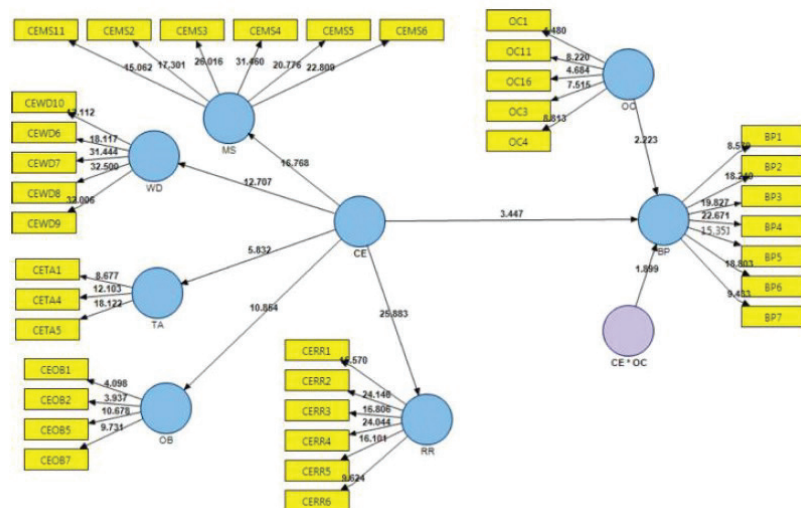 CEMS11 CEMS2 CEMS3 CEMS4 CEMS5 CEMS6
15.062 17.301 26.016 31.460 20.776 22.800
MS
CEWD10
CEWD6
CEWD7
CEWD8
CEWD9
18.117
31.444
32.500
WD
CETA1
CETA4
CETA5
8.677
12.103
18.122
TA
CEOB1
CEOB2
CEOB5
CEOB7
4.098
3.937
10.678
9.731
OB
16.768
12.707
5.832
10.864
25.883
CE
3.447
CERR1
CERR2
CERR3
CERR4
CERR5
CERR6
24.146
16.806
24.044
16.101
9.624
RR
OC1
OC11
OC16
OC3
OC4
8.220
4.684
7.515
8.813
OC
2.223
BP
1.899
CE * OC
BP1
BP2
BP3
BP4
BP5
BP6
BP7
19.827
22.671
15,351
18.803